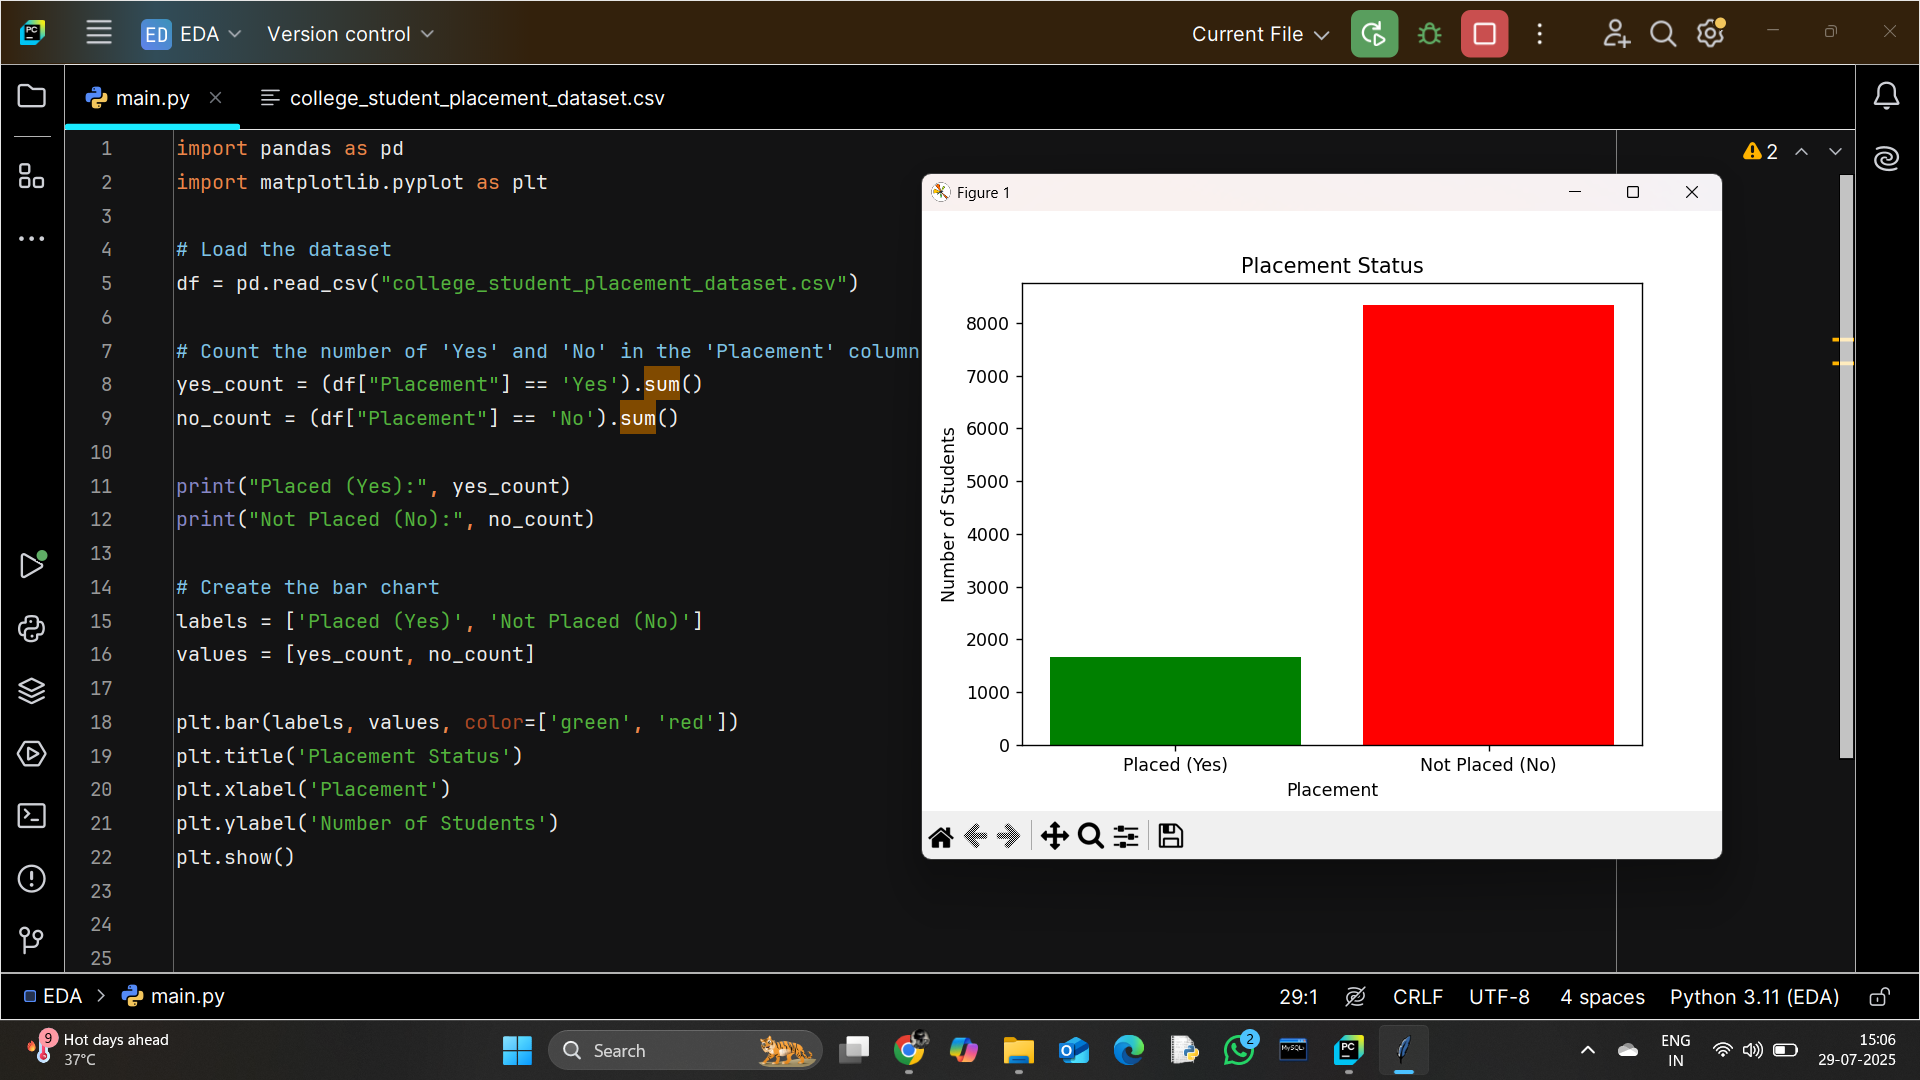 PC
ED EDA Version control
Current File
main.py
college_student_placement_dataset.csv
2
1 import pandas as pd
2 import matplotlib.pyplot as plt
3
4 # Load the dataset
5 df = pd.read_csv("college_student_placement_dataset.csv")
6
7 # Count the number of 'Yes' and 'No' in the 'Placement' column
8 yes_count = (df["Placement"] == 'Yes').sum()
9 no_count = (df["Placement"] == 'No').sum()
10
11 print("Placed (Yes):", yes_count)
12 print("Not Placed (No):", no_count)
13
14 # Create the bar chart
15 labels = ['Placed (Yes)', 'Not Placed (No)']
16 values = [yes_count, no_count]
17
18 plt.bar(labels, values, color=['green', 'red'])
19 plt.title('Placement Status')
20 plt.xlabel('Placement')
21 plt.ylabel('Number of Students')
22 plt.show()
23
24
25
Figure 1
Placement Status
8000
7000
6000
5000
4000
3000
2000
1000
0
Number of Students
Placed (Yes)
Not Placed (No)
Placement
EDA > main.py
29:1 CRLF UTF-8 4 spaces Python 3.11 (EDA)
9
Hot days ahead
37°C
Search
2
MySQL
PC
ENG
IN
15:06
29-07-2025